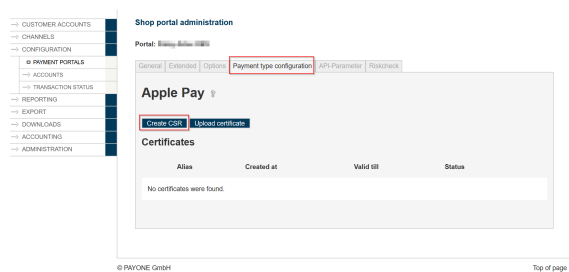 CUSTOMER ACCOUNTS
CHANNELS
CONFIGURATION
PAYMENT PORTALS
ACCOUNTS
TRANSACTION STATUS
REPORTING
EXPORT
DOWNLOADS
ACCOUNTING
ADMINISTRATION
Shop portal administration
Portal:
General Extended Options Payment type configuration API-Parameter Riskcheck
Apple Pay
Create CSR Upload certificate
Certificates
Alias Created at Valid till Status
No certificates were found.
© PAYONE GmbH Top of page